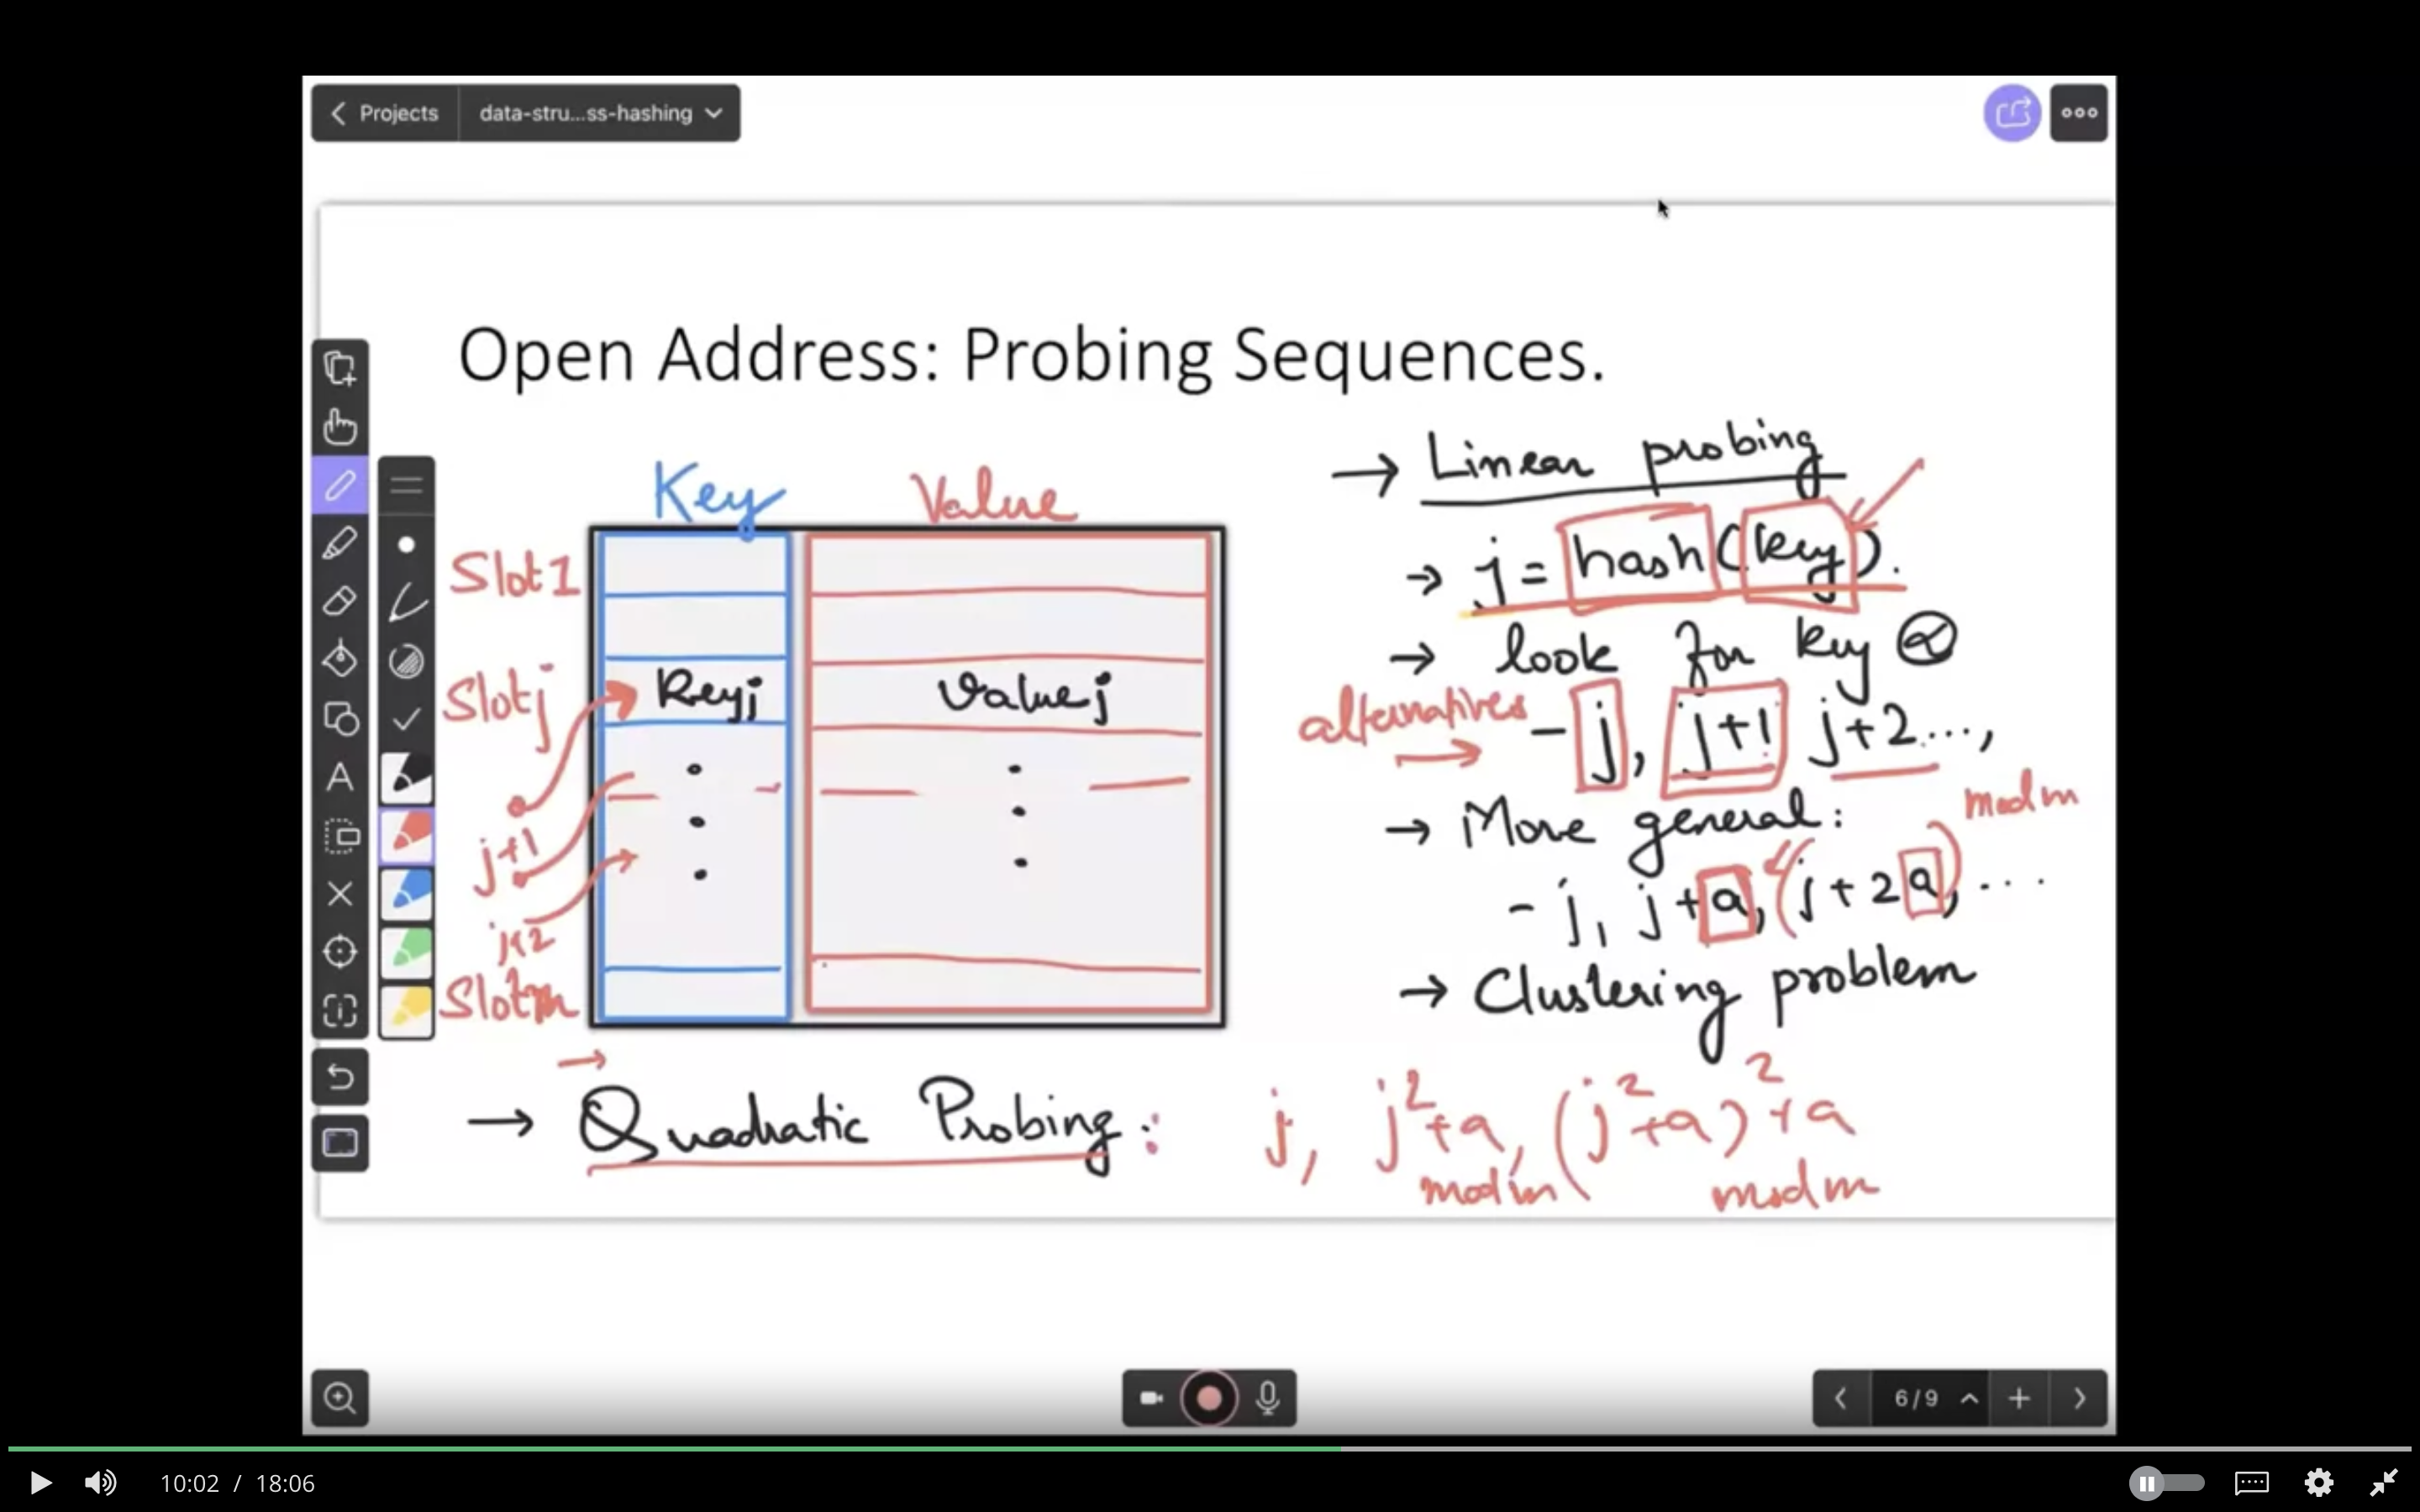 Projects data-stru...ss-hashing
Open Address: Probing Sequences.
Key Value
Slot 1
Slot j Key j Value j
j+1
j+2
Slot m
→ Linear probing
→ j = hash(key).
→ look for key @
alternatives → - j, j+1 j+2...,
→ More general:
mod m
- j, j+a, (j+2a), ...
→ Clustering problem
→ Quadratic Probing: j, j²+a, (j²+a)²+a
mod m mod m
6/9
10:02 / 18:06